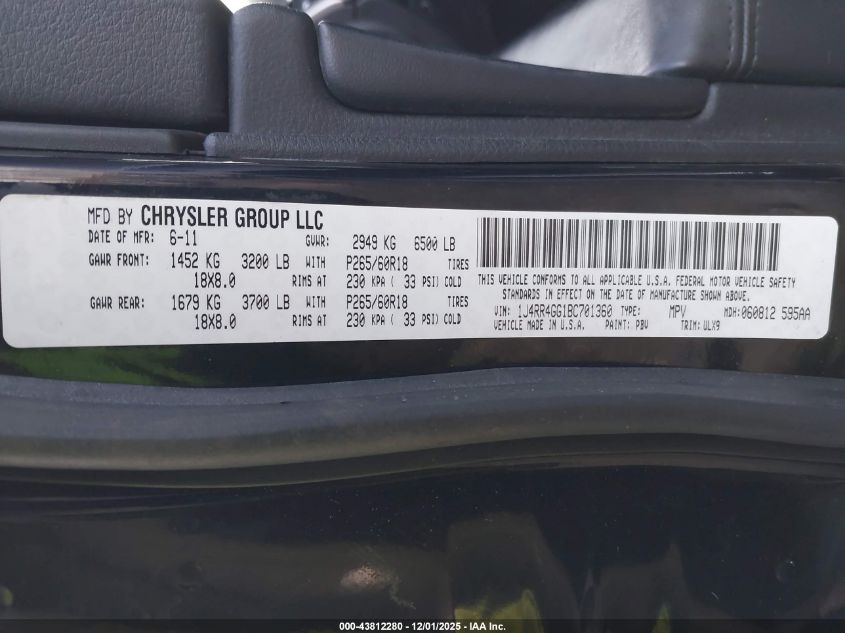 MFD BY CHRYSLER GROUP LLC
DATE OF MFR: 6-11 GVWR: 2949 KG 6500 LB
GAWR FRONT: 1452 KG 3200 LB WITH P265/60R18 TIRES
18X8.0 RIMS AT 230 KPA ( 33 PSI) COLD
GAWR REAR: 1679 KG 3700 LB WITH P265/60R18 TIRES
18X8.0 RIMS AT 230 KPA ( 33 PSI) COLD
THIS VEHICLE CONFORMS TO ALL APPLICABLE U.S.A. FEDERAL MOTOR VEHICLE SAFETY
STANDARDS IN EFFECT ON THE DATE OF MANUFACTURE SHOWN ABOVE.
VIN: 1J4RR4GG1BC701360 TYPE: MPV MDH: 060812 595AA
VEHICLE MADE IN U.S.A. PAINT: PBV TRIM: ULX9
000-43812280 - 12/01/2025 - IAA Inc.